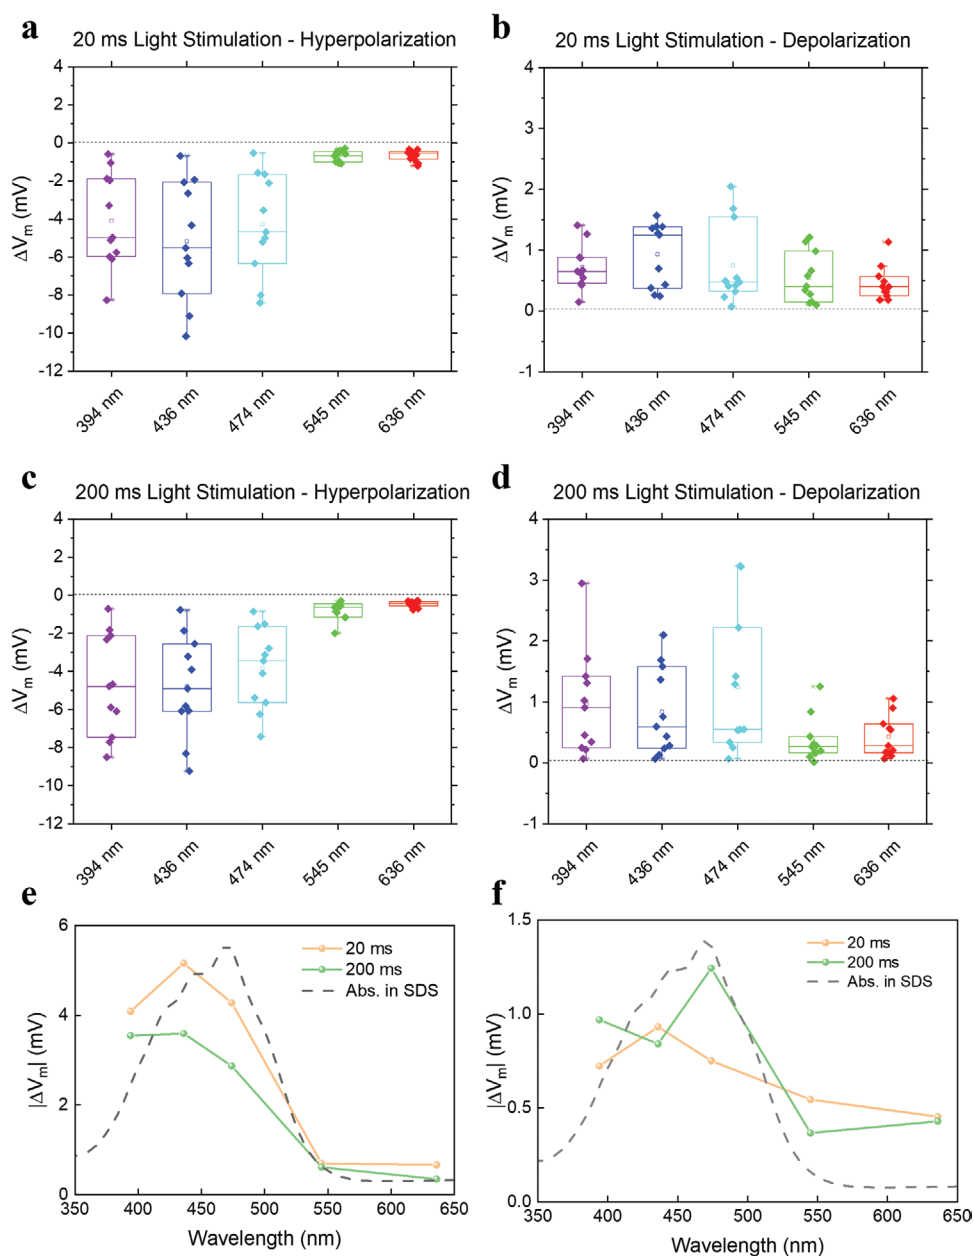 a
20 ms Light Stimulation - Hyperpolarization
4
2
0
-2
-4
-6
-8
-10
-12
ΔVm (mV)
394 nm
436 nm
474 nm
545 nm
636 nm
b
20 ms Light Stimulation - Depolarization
4
3
2
1
0
-1
ΔVm (mV)
394 nm
436 nm
474 nm
545 nm
636 nm
c
200 ms Light Stimulation - Hyperpolarization
4
2
0
-2
-4
-6
-8
-10
-12
ΔVm (mV)
394 nm
436 nm
474 nm
545 nm
636 nm
d
200 ms Light Stimulation - Depolarization
4
3
2
1
0
-1
ΔVm (mV)
394 nm
436 nm
474 nm
545 nm
636 nm
e
6
4
2
0
|ΔVm| (mV)
20 ms
200 ms
Abs. in SDS
350 400 450 500 550 600 650
Wavelength (nm)
f
1.5
1.0
0.5
0.0
|ΔVm| (mV)
20 ms
200 ms
Abs. in SDS
350 400 450 500 550 600 650
Wavelength (nm)